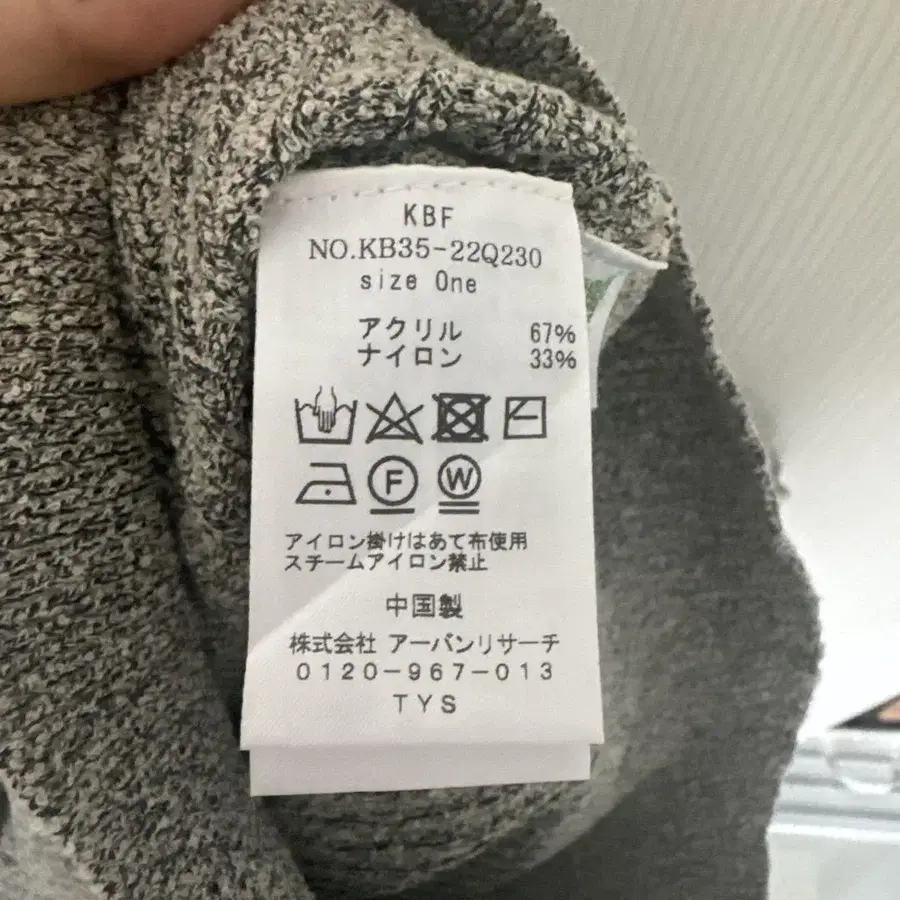 KBF
NO.KB35-22Q230
size One
アクリル 67%
ナイロン 33%
F W
アイロン掛けはあて布使用
スチームアイロン禁止
中国製
株式会社 アーバンリサーチ
0120-967-013
TYS